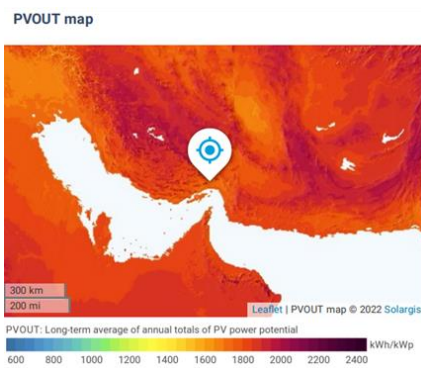 PVOUT map
300 km
200 mi
Leaflet | PVOUT map © 2022 Solargis
PVOUT: Long-term average of annual totals of PV power potential
kWh/kWp
600 800 1000 1200 1400 1600 1800 2000 2200 2400